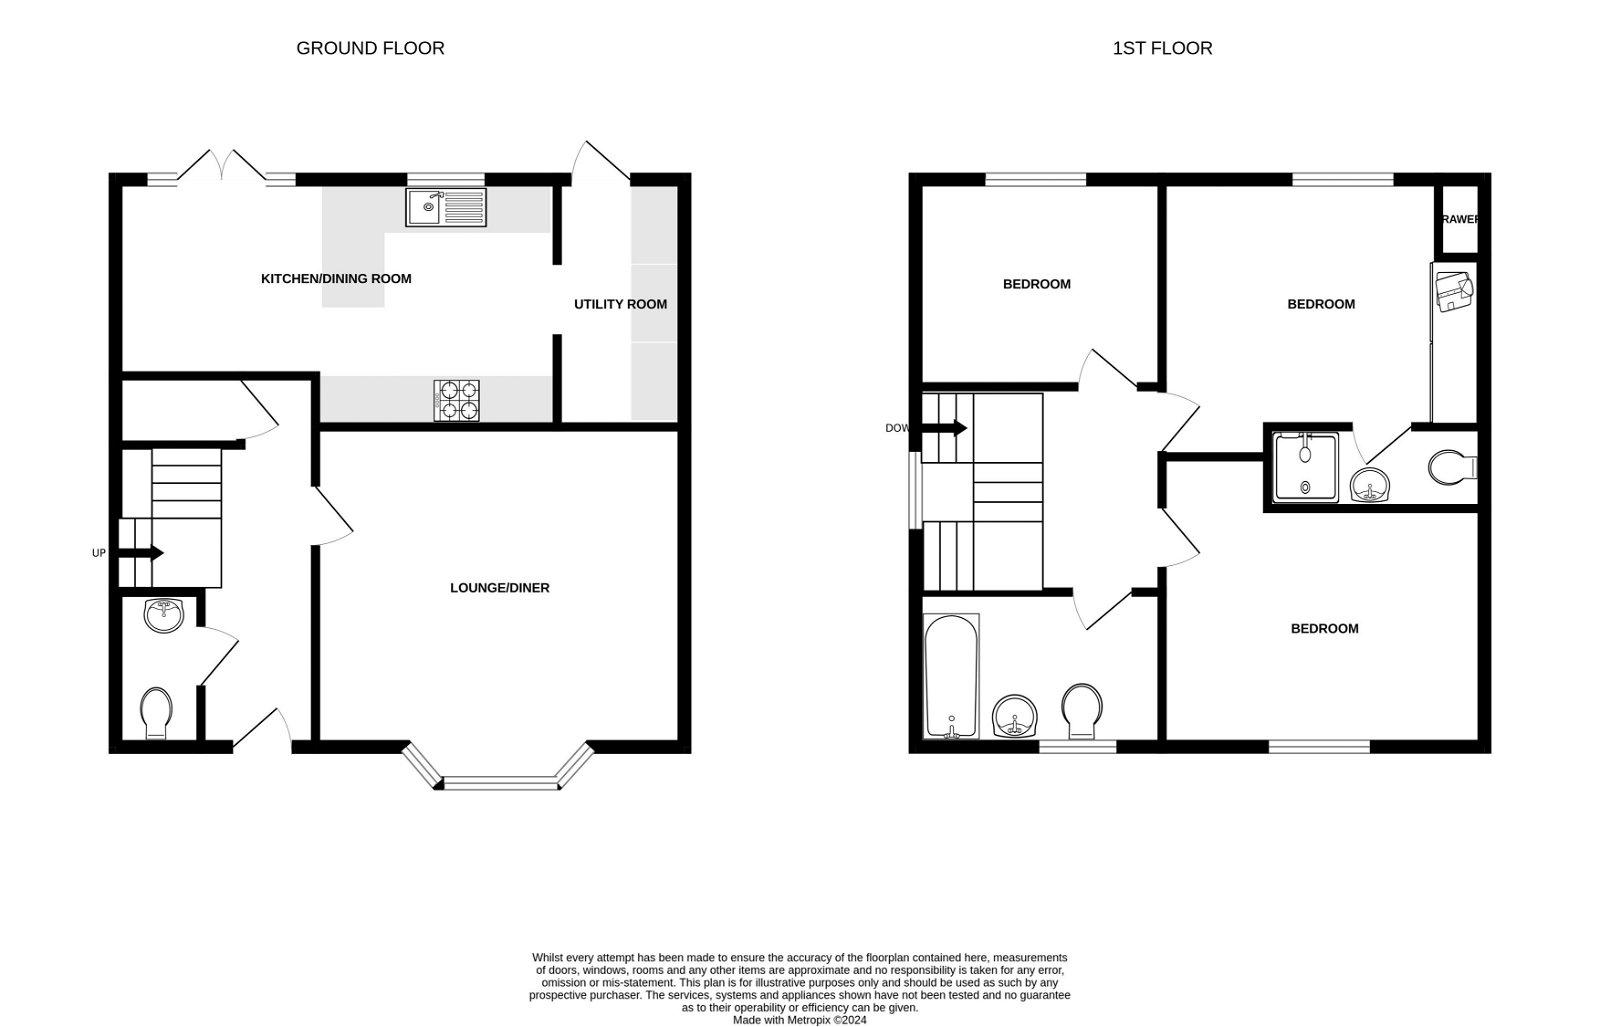 GROUND FLOOR
1ST FLOOR
KITCHEN/DINING ROOM
UTILITY ROOM
LOUNGE/DINER
UP
BEDROOM
BEDROOM
RAWER
DOW
BEDROOM
Whilst every attempt has been made to ensure the accuracy of the floorplan contained here, measurements
of doors, windows, rooms and any other items are approximate and no responsibility is taken for any error,
omission or mis-statement. This plan is for illustrative purposes only and should be used as such by any
prospective purchaser. The services, systems and appliances shown have not been tested and no guarantee
as to their operability or efficiency can be given.
Made with Metropix ©2024